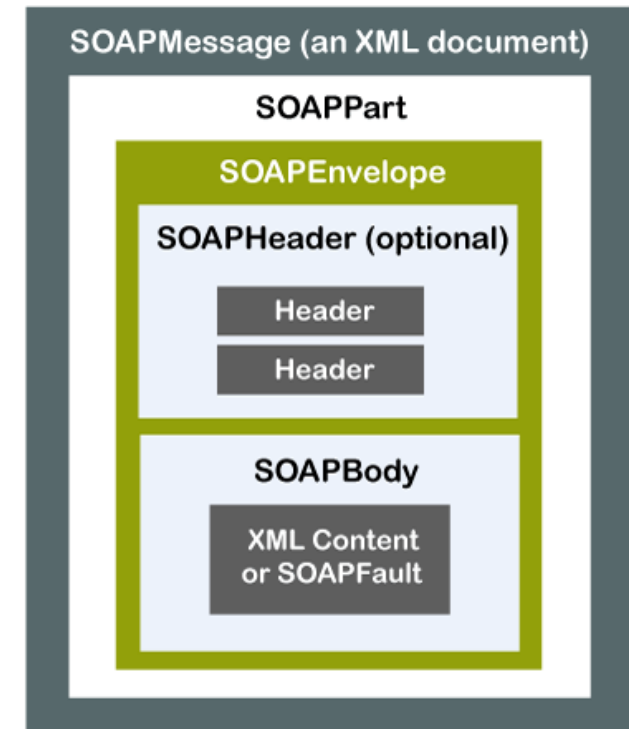 SOAPMessage (an XML document)
SOAPPart
SOAPEnvelope
SOAPHeader (optional)
Header
Header
SOAPBody
XML Content
or SOAPFault